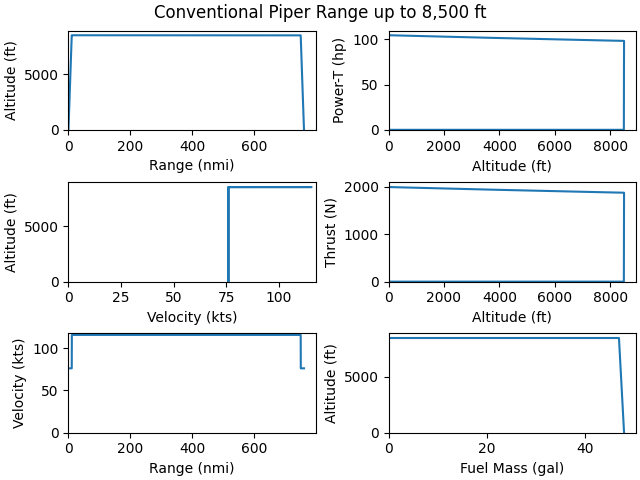 Conventional Piper Range up to 8,500 ft
Altitude (ft)
5000
0
0 200 400 600
Range (nmi)
Power-T (hp)
100
50
0
0 2000 4000 6000 8000
Altitude (ft)
Altitude (ft)
5000
0
0 25 50 75 100
Velocity (kts)
Thrust (N)
2000
1000
0
0 2000 4000 6000 8000
Altitude (ft)
Velocity (kts)
100
50
0
0 200 400 600
Range (nmi)
Altitude (ft)
5000
0
0 20 40
Fuel Mass (gal)